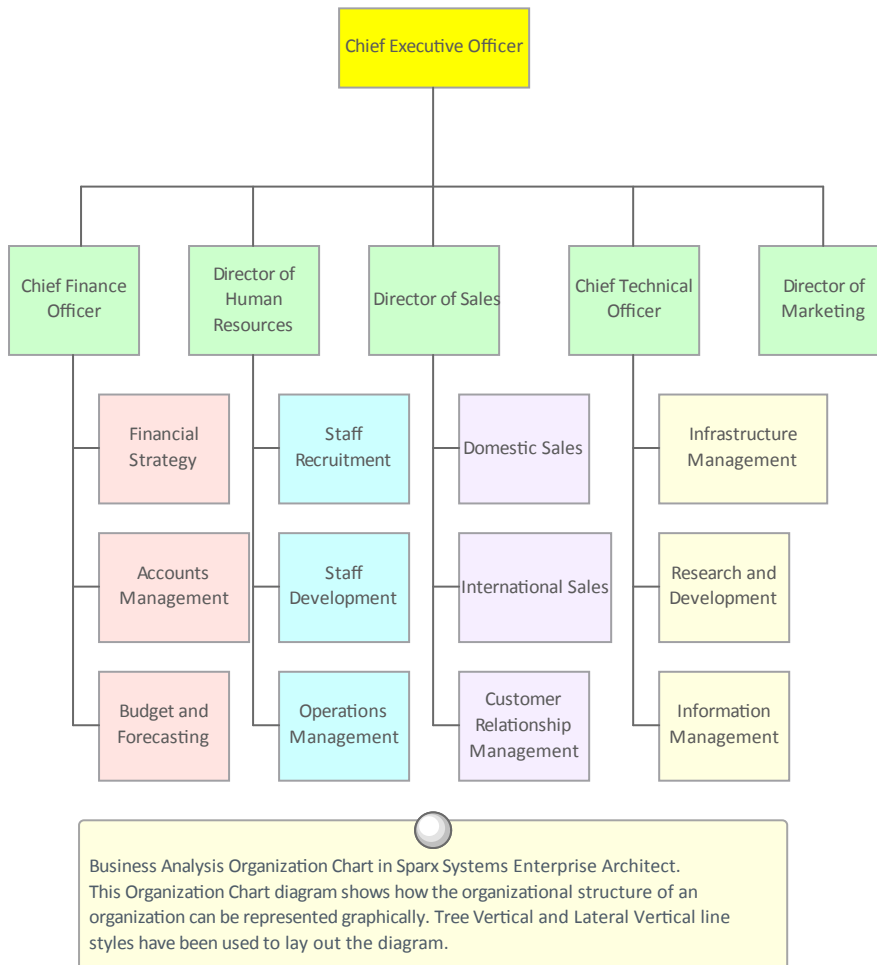 Chief Executive Officer
Chief Finance
Officer
Director of
Human
Resources
Director of Sales
Chief Technical
Officer
Director of
Marketing
Financial
Strategy
Staff
Recruitment
Domestic Sales
Infrastructure
Management
Accounts
Management
Staff
Development
International Sales
Research and
Development
Budget and
Forecasting
Operations
Management
Customer
Relationship
Management
Information
Management
Business Analysis Organization Chart in Sparx Systems Enterprise Architect.
This Organization Chart diagram shows how the organizational structure of an
organization can be represented graphically. Tree Vertical and Lateral Vertical line
styles have been used to lay out the diagram.